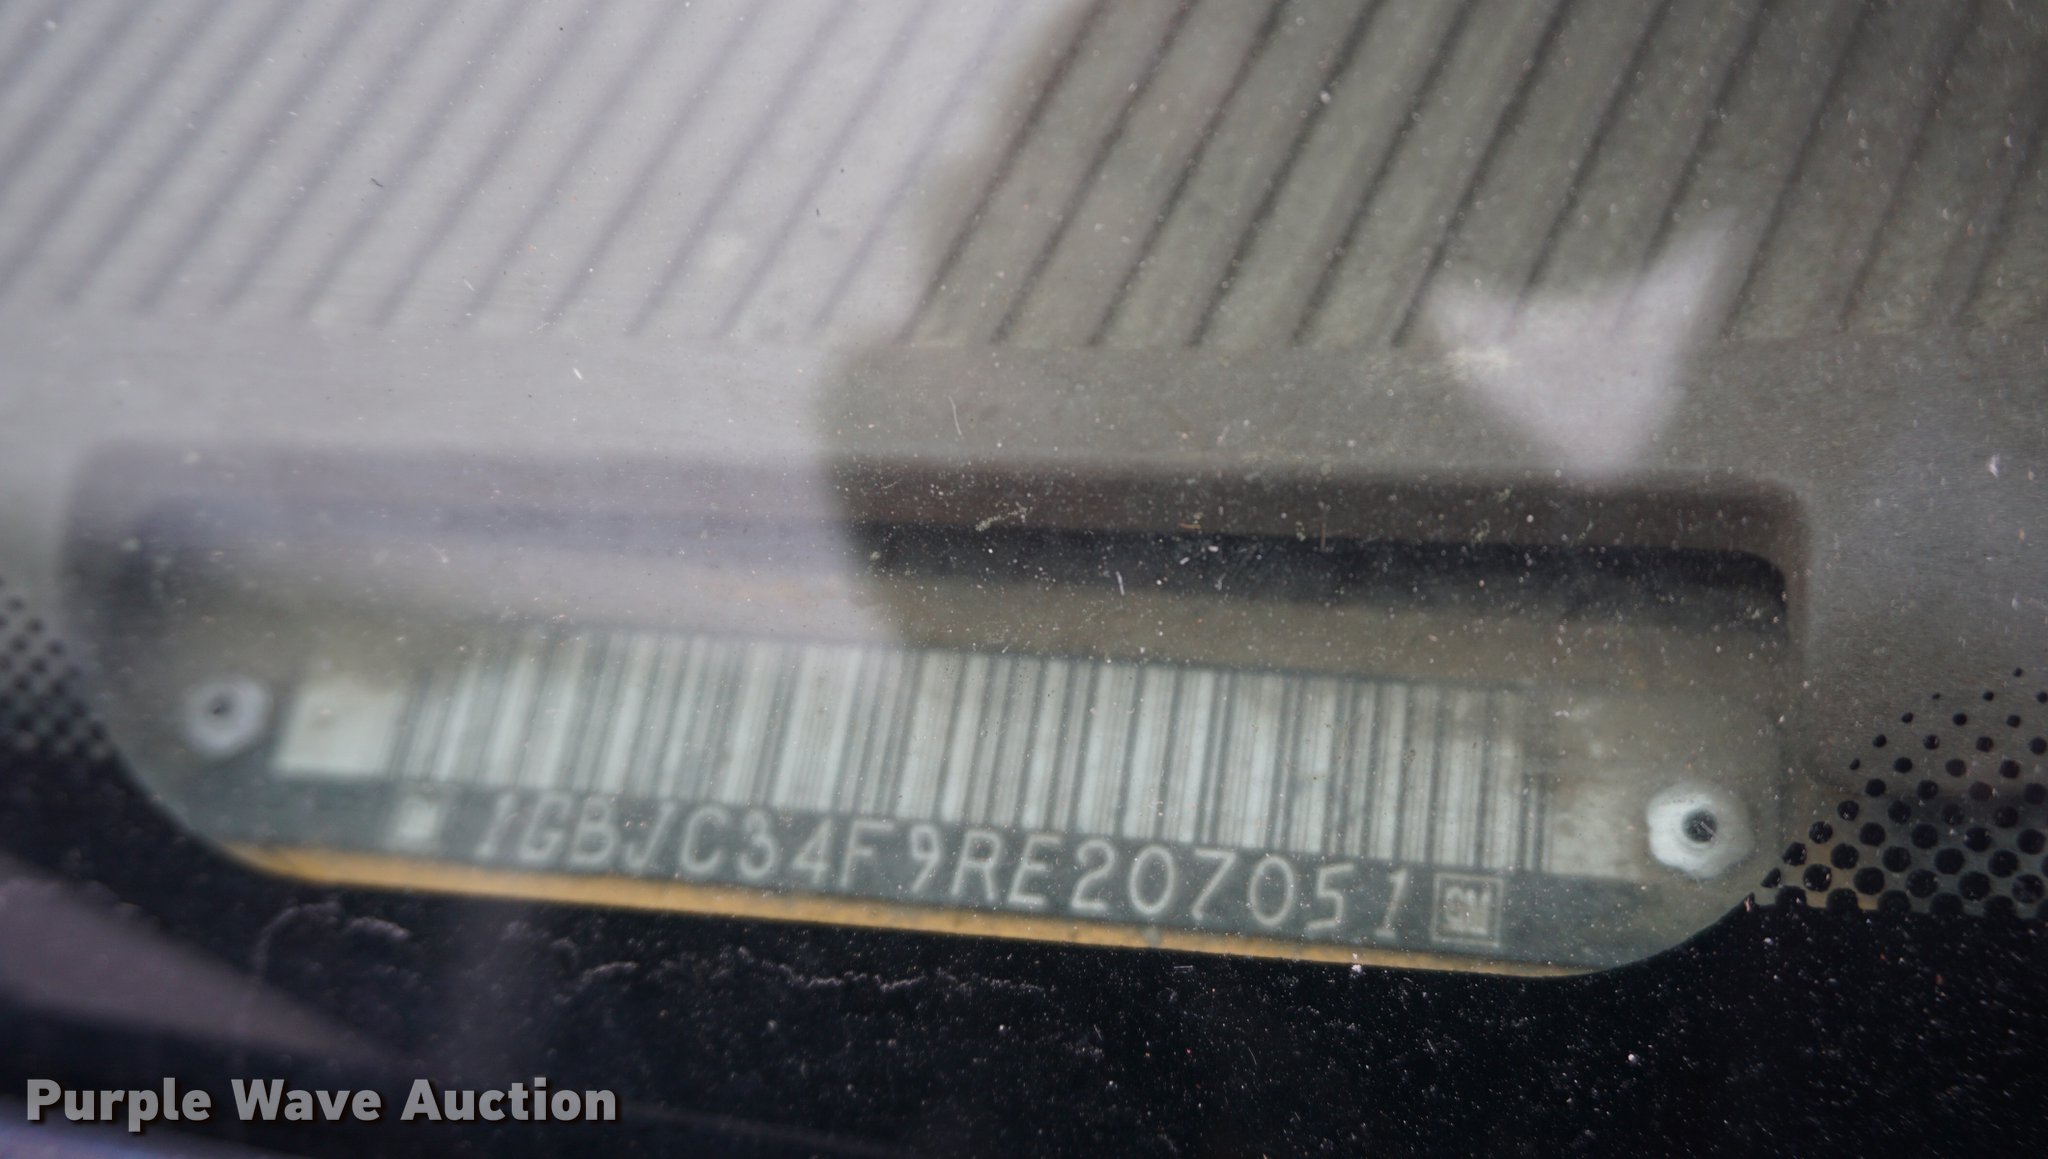 1GBJC34F9RE207051
Purple Wave Auction